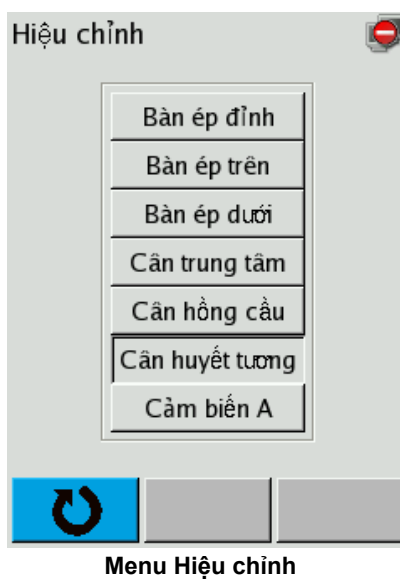 Hiệu chỉnh
Bàn ép đỉnh
Bàn ép trên
Bàn ép dưới
Cân trung tâm
Cân hồng cầu
Cân huyết tương
Cảm biến A
Menu Hiệu chỉnh